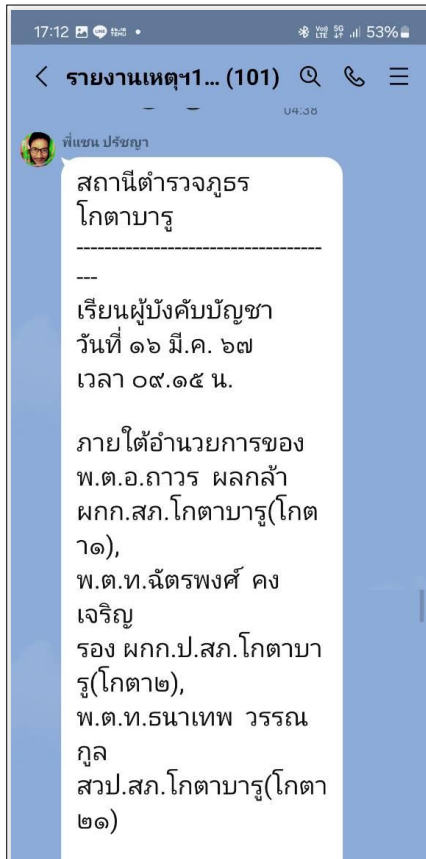 17:12
53%
รายงานเหตุฯ1... (101)
04:38
พี่แซน ปรัชญา
สถานีตำรวจภูธร
โกตาบารู
-----------------------------------
---
เรียนผู้บังคับบัญชา
วันที่ ๑๖ มี.ค. ๖๗
เวลา ๐๙.๑๕ น.
ภายใต้อำนวยการของ
พ.ต.อ.ถาวร ผลกล้า
ผกก.สภ.โกตาบารู(โกต
า๑),
พ.ต.ท.ฉัตรพงศ์ คง
เจริญ
รอง ผกก.ป.สภ.โกตาบา
รู(โกตา๒),
พ.ต.ท.ธนาเทพ วรรณ
กูล
สวป.สภ.โกตาบารู(โกตา
๒๑)